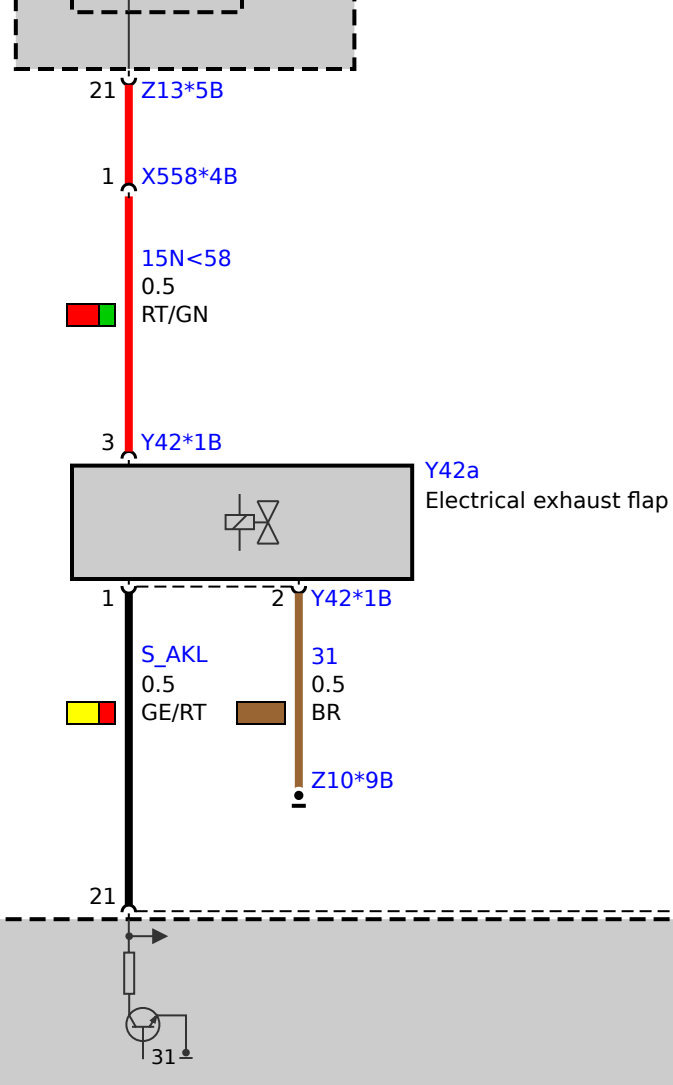 21 Z13*5B
1 X558*4B
15N<58
0.5
RT/GN
3 Y42*1B
Y42a
Electrical exhaust flap
1
2 Y42*1B
S_AKL
0.5
GE/RT
31
0.5
BR
Z10*9B
21
31